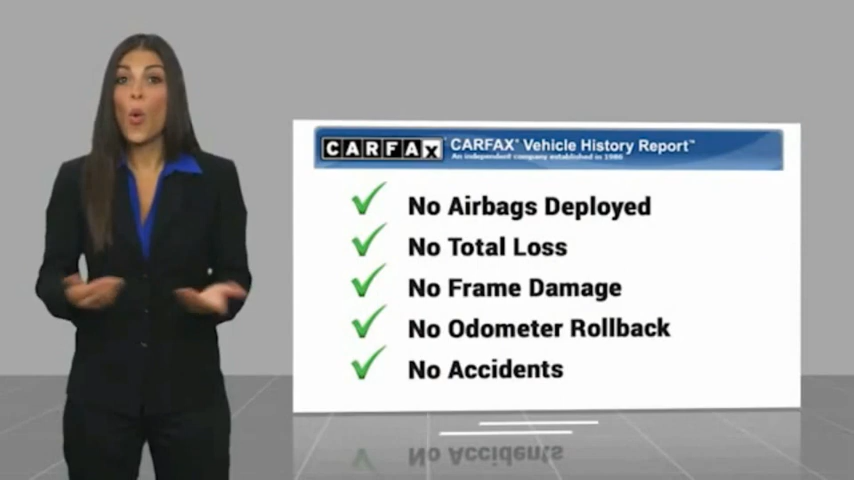 CARFAX CARFAX® Vehicle History Report™
An independent company established in 1986
No Airbags Deployed
No Total Loss
No Frame Damage
No Odometer Rollback
No Accidents
No Accidents